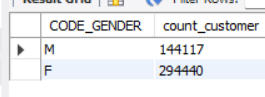 Result Grid Filter Rows:
CODE_GENDER count_customer
M 144117
F 294440